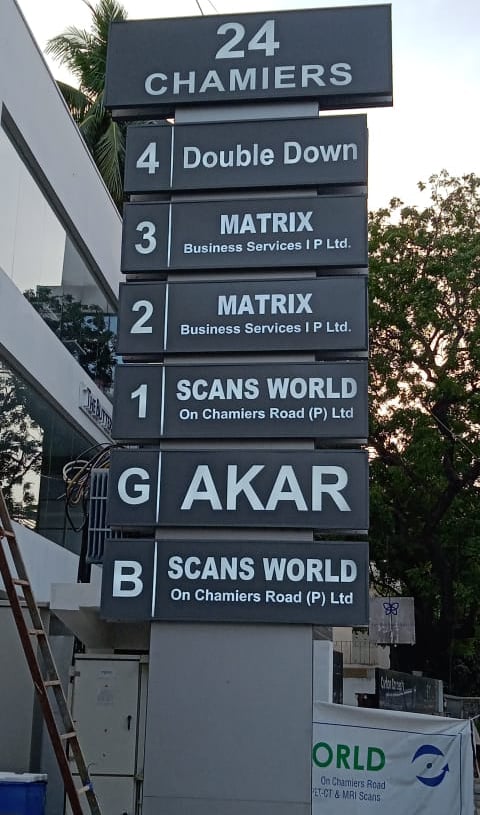 24
CHAMIERS
4 Double Down
3 MATRIX
Business Services I P Ltd.
2 MATRIX
Business Services I P Ltd.
1 SCANS WORLD
On Chamiers Road (P) Ltd
G AKAR
B SCANS WORLD
On Chamiers Road (P) Ltd
ORLD
On Chamiers Road
PET-CT & MRI Scans